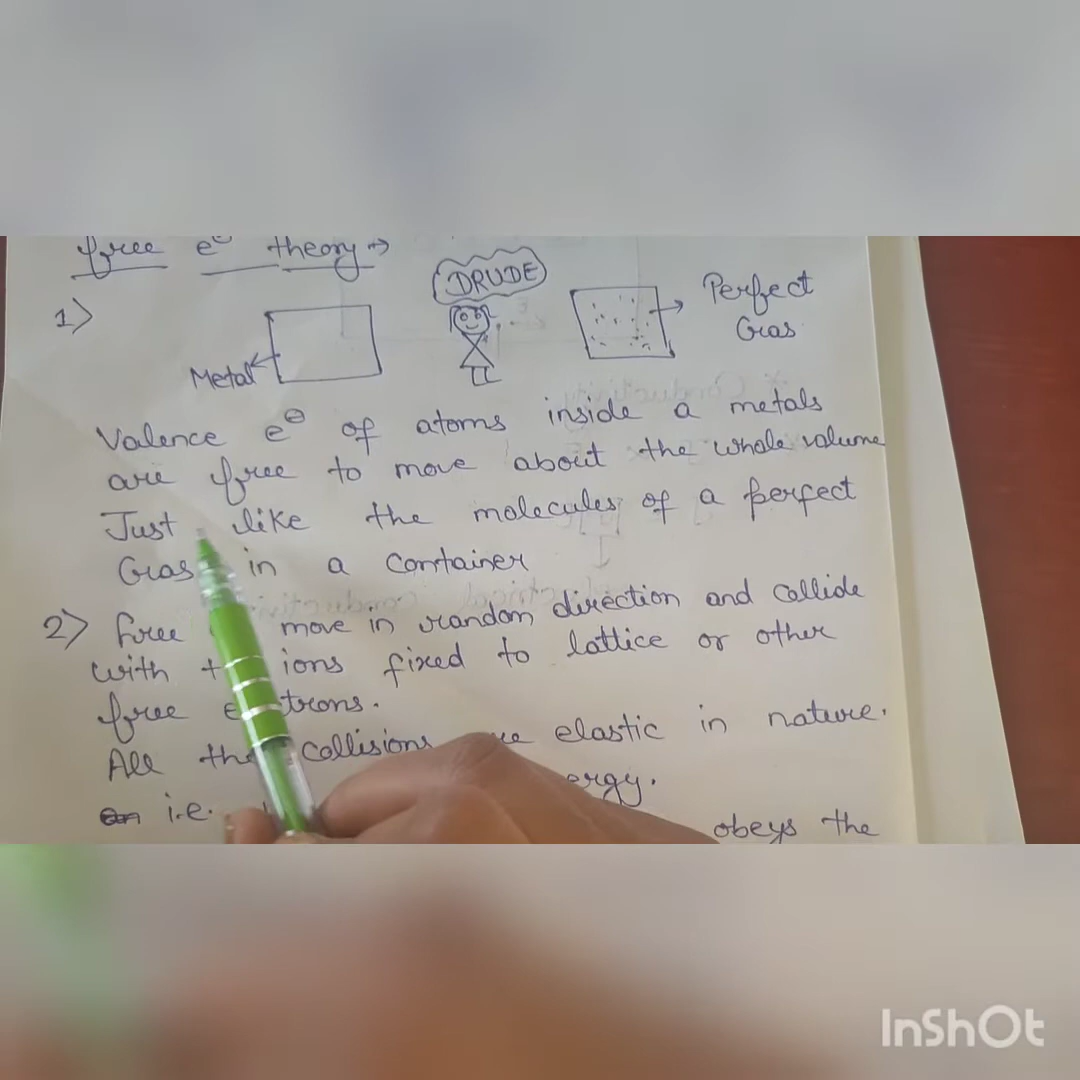 free e⊖ theory →
1>
DRUDE
Perfect
Gas
Metal
Valence e⊖ of atoms inside a metals
are free to move about the whole volume
Just like the molecules of a perfect
Gas in a container
2> free move in random direction and collide
with ions fixed to lattice or other
free trons.
All the collisions elastic in nature.
i.e. ergy.
obeys the
InShOt